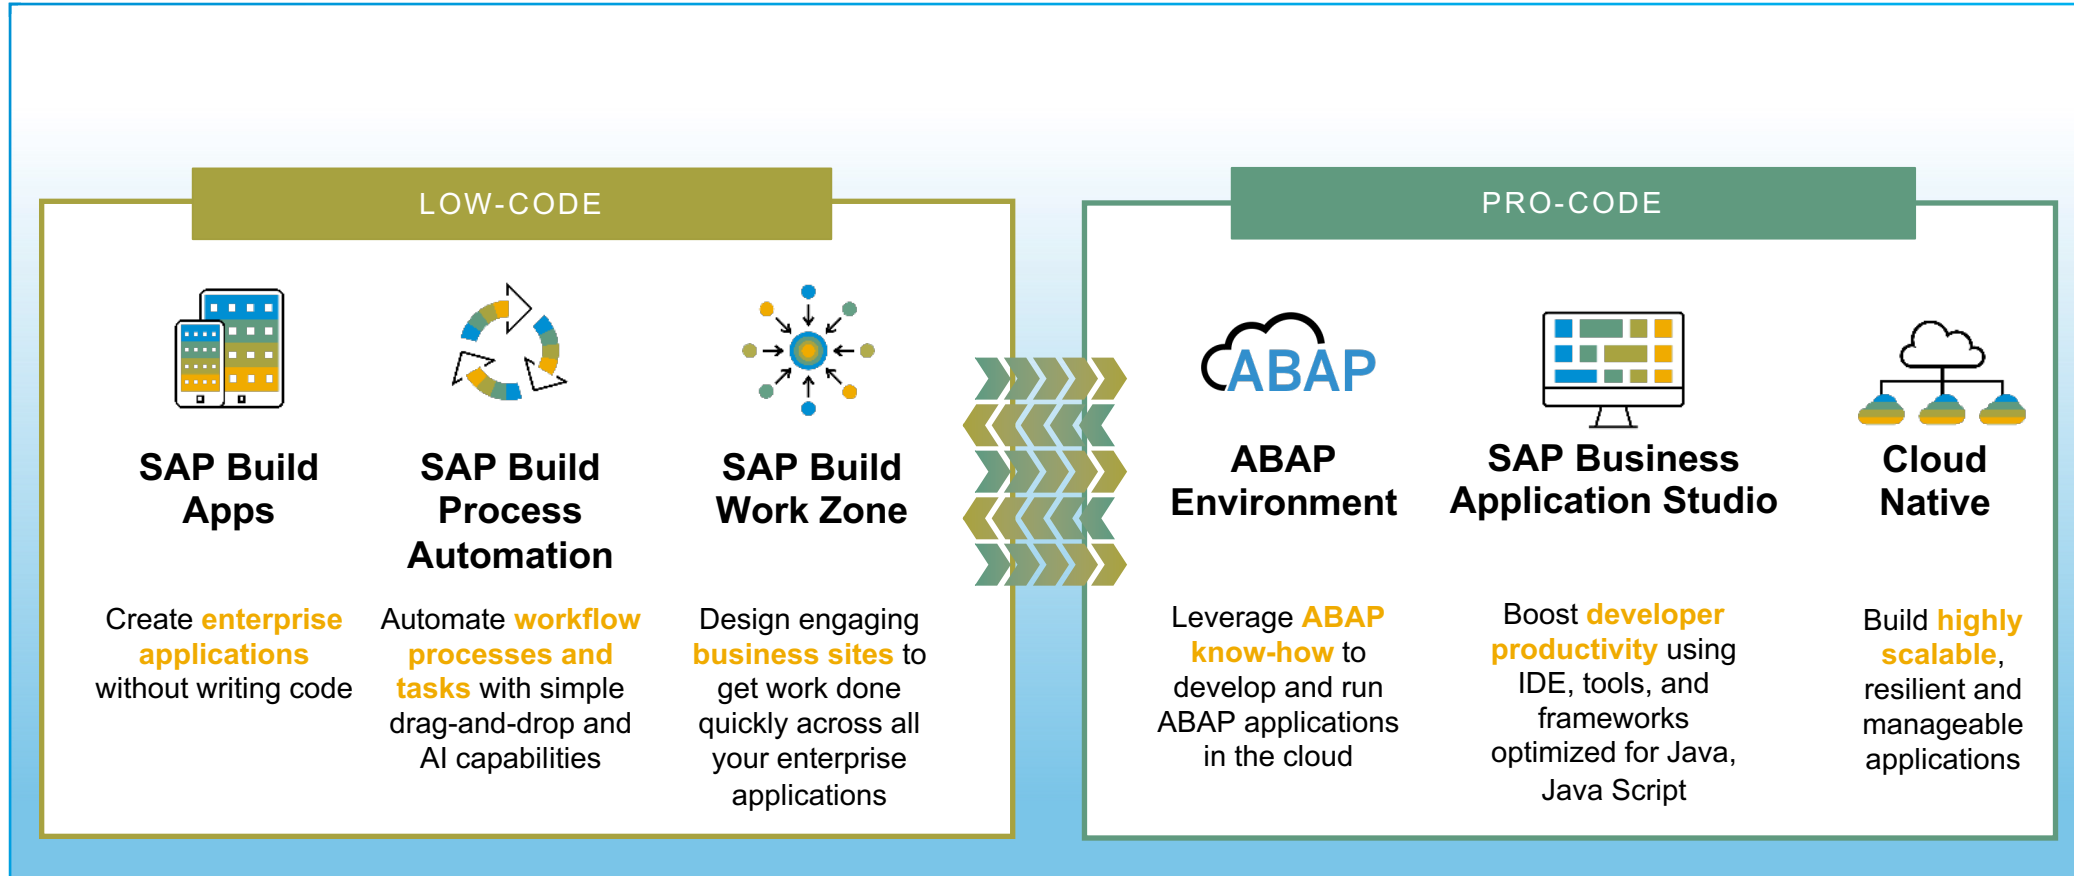 LOW-CODE
SAP Build
Apps
Create enterprise
applications
without writing code
SAP Build
Process
Automation
Automate workflow
processes and
tasks with simple
drag-and-drop and
AI capabilities
SAP Build
Work Zone
Design engaging
business sites to
get work done
quickly across all
your enterprise
applications
PRO-CODE
ABAP
ABAP
Environment
Leverage ABAP
know-how to
develop and run
ABAP applications
in the cloud
SAP Business
Application Studio
Boost developer
productivity using
IDE, tools, and
frameworks
optimized for Java,
Java Script
Cloud
Native
Build highly
scalable,
resilient and
manageable
applications